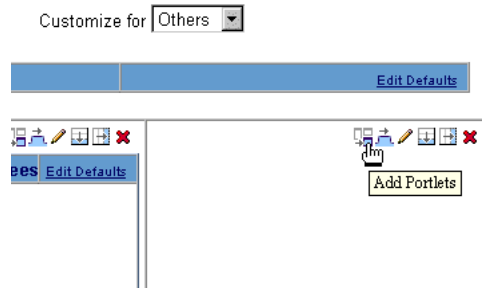 Customize for Others
Edit Defaults
ees Edit Defaults
Add Portlets